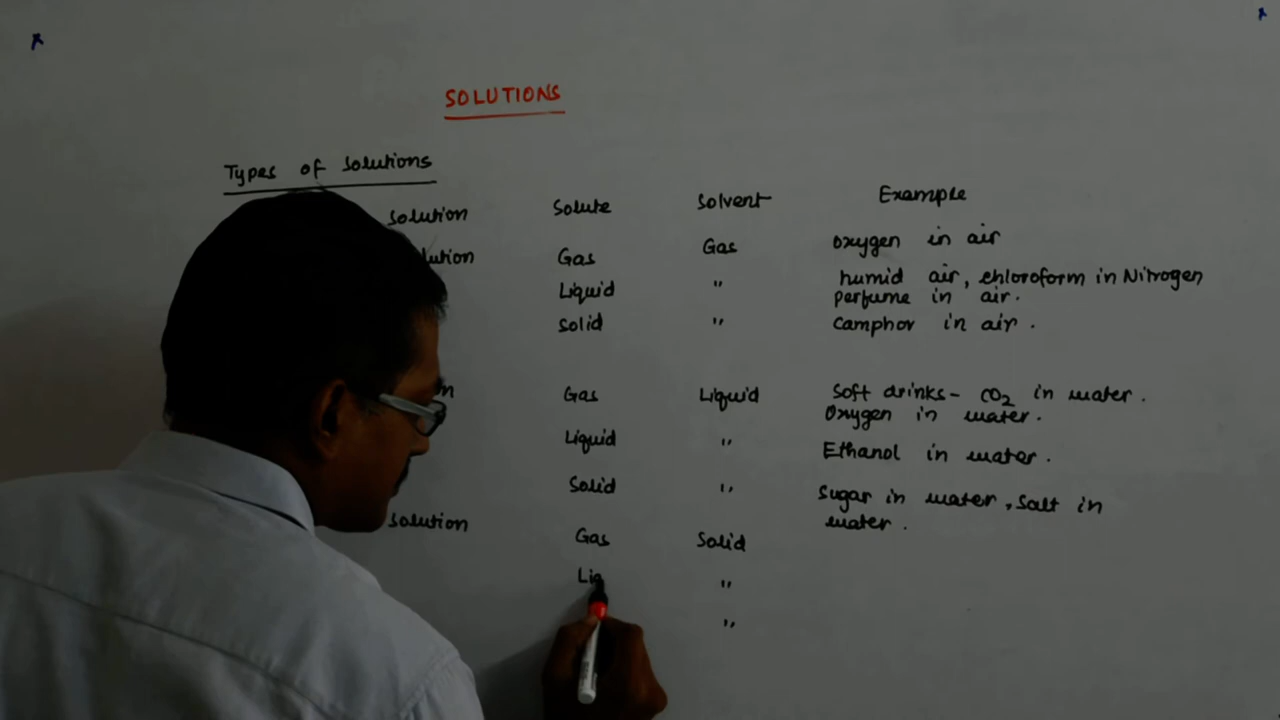 SOLUTIONS
Types of Solutions
Solution Solute Solvent Example
Gas Gas Oxygen in air
Liquid " humid air, chloroform in Nitrogen
perfume in air.
Solid " Camphor in air.
Gas Liquid Soft drinks- CO2 in water.
Oxygen in water.
Liquid " Ethanol in water.
Solid " Sugar in water, Salt in
water.
Solution
Gas Solid
"
"